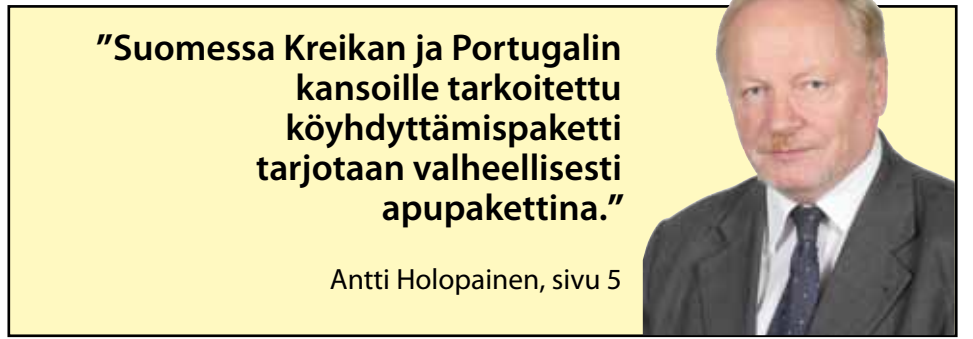 ”Suomessa Kreikan ja Portugalin
kansoille tarkoitettu
köyhdyttämispaketti
tarjotaan valheellisesti
apupakettina.”
Antti Holopainen, sivu 5